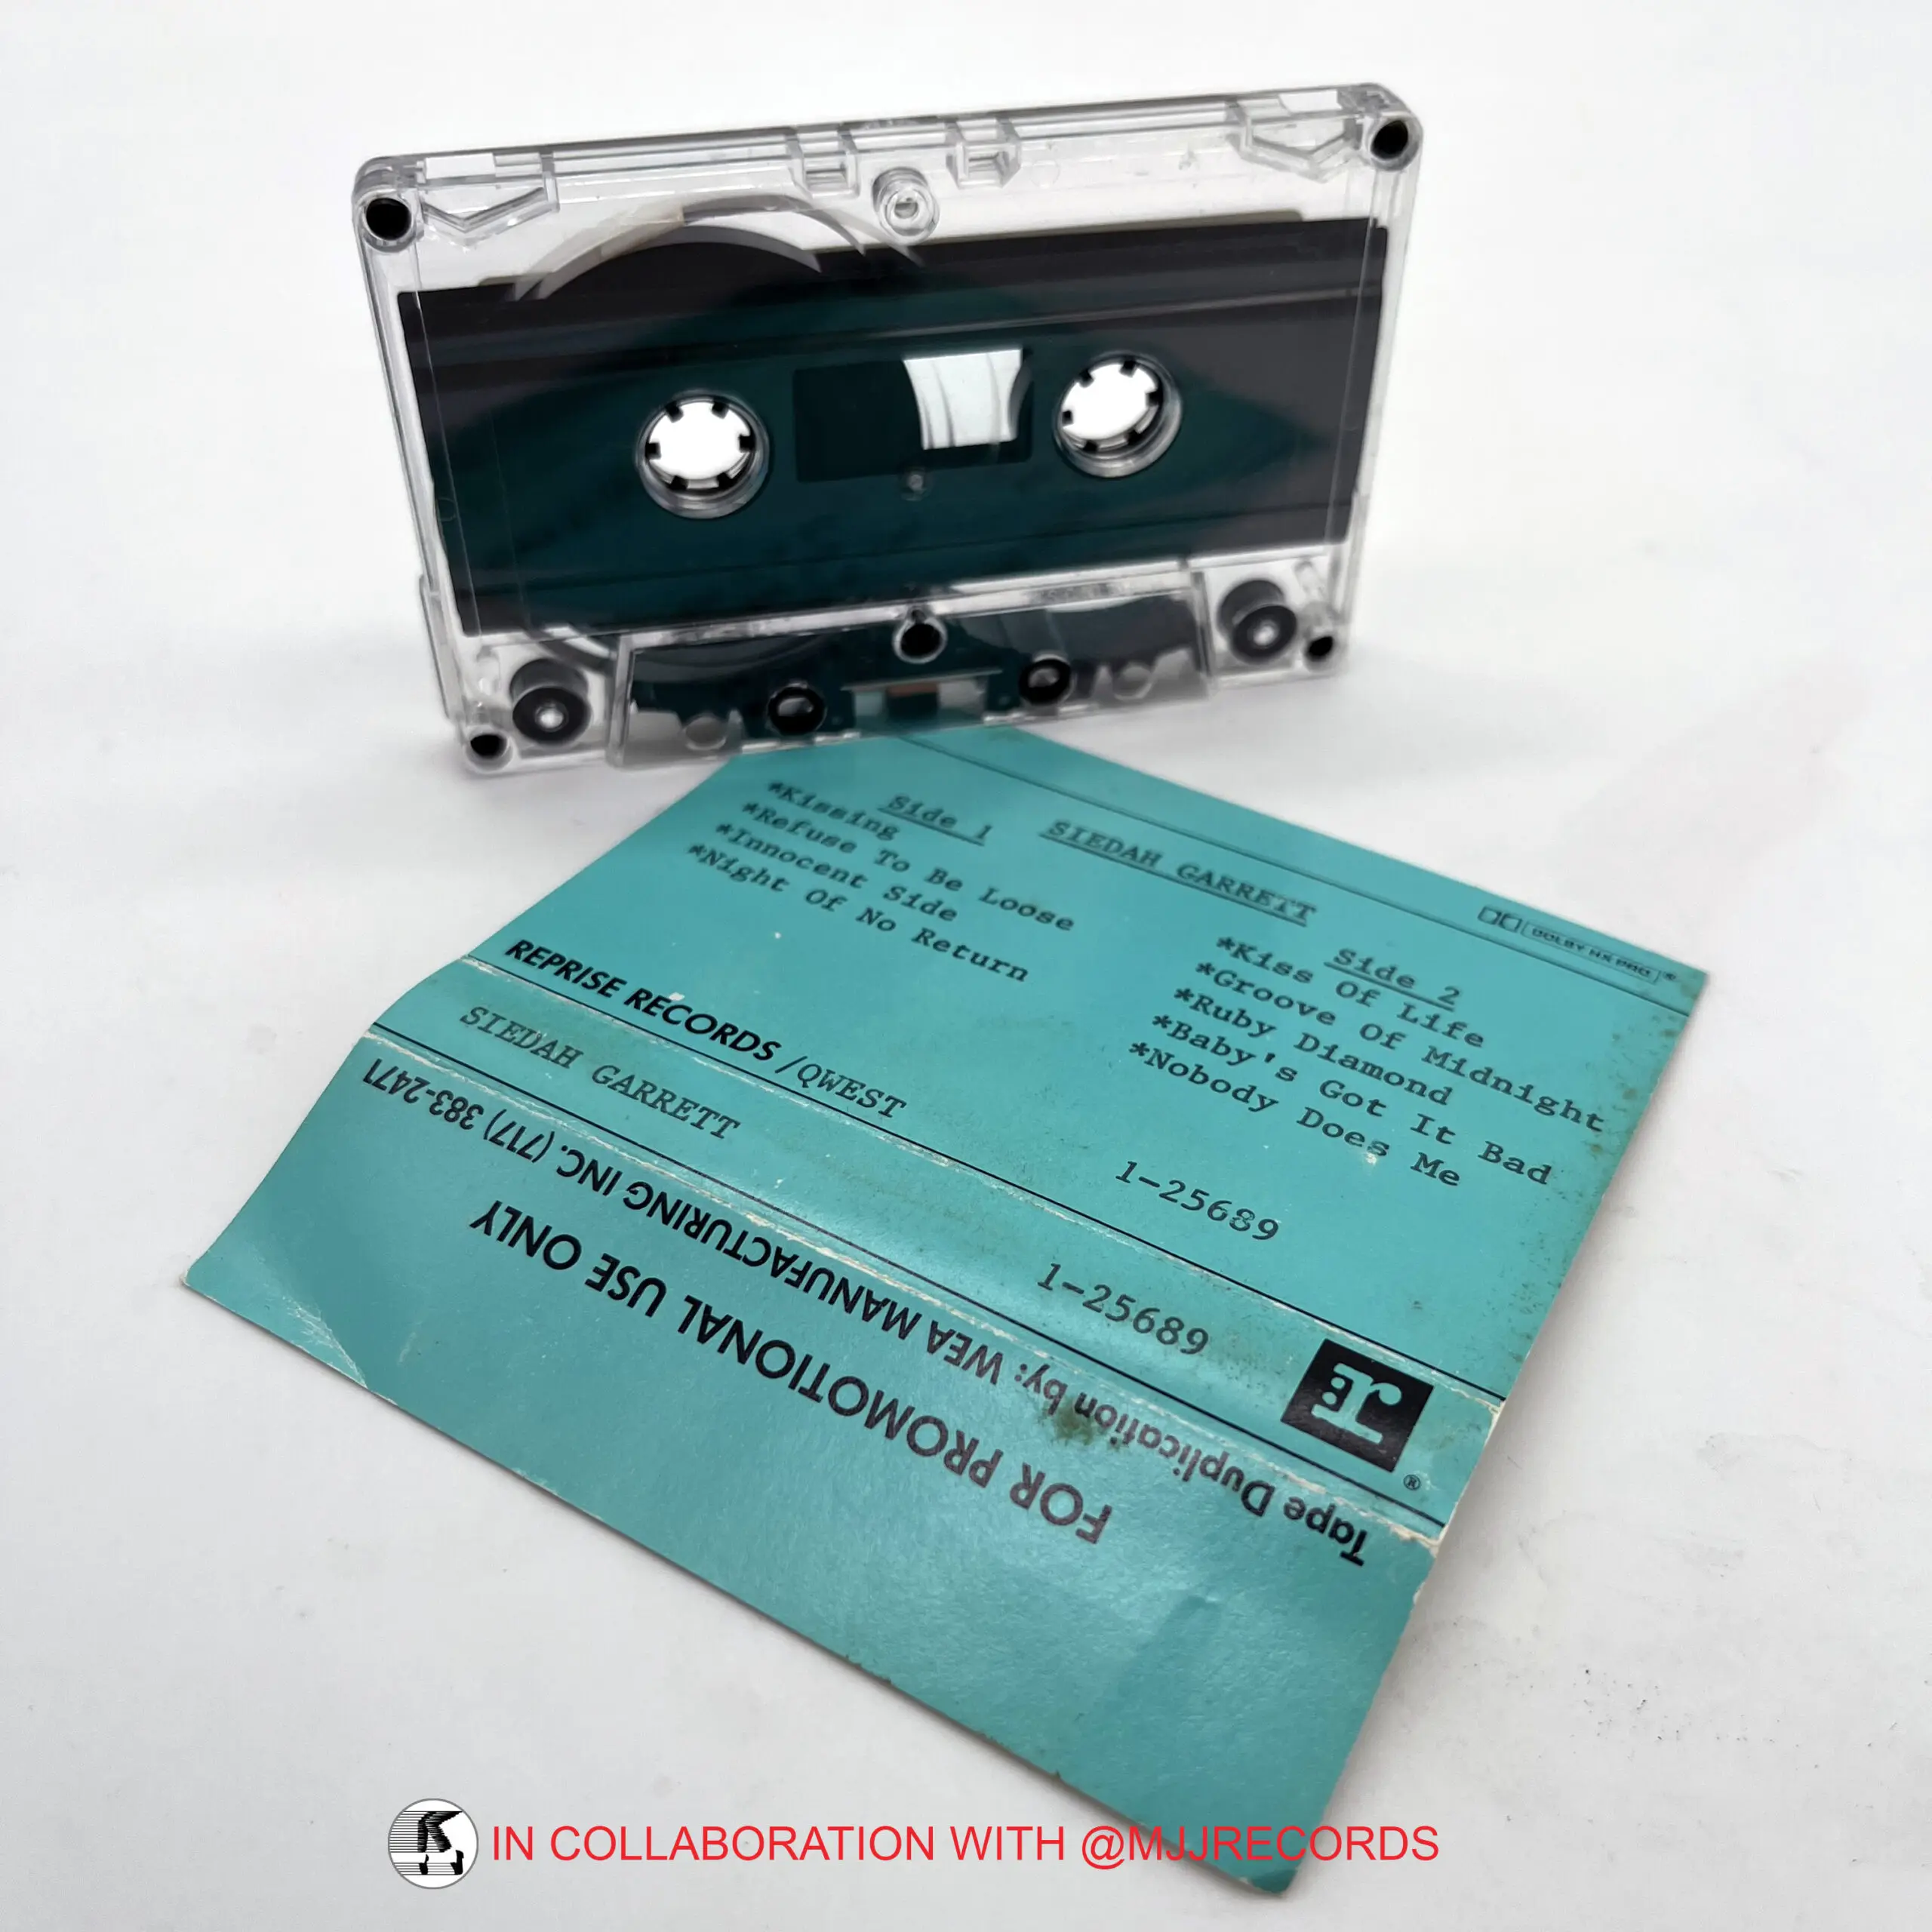 SIEDAH GARRETT
DOLBY NR PRO. ®
Side 1
*Kissing
*Refuse To Be Loose
*Innocent Side
*Night Of No Return
Side 2
*Kiss Of Life
*Groove Of Midnight
*Ruby Diamond
*Baby's Got It Bad
*Nobody Does Me
REPRISE RECORDS /QWEST
1-25689
SIEDAH GARRETT
1-25689
®
Tape Duplication by: WEA MANUFACTURING INC. (717) 383-2471
FOR PROMOTIONAL USE ONLY
IN COLLABORATION WITH @MJJRECORDS